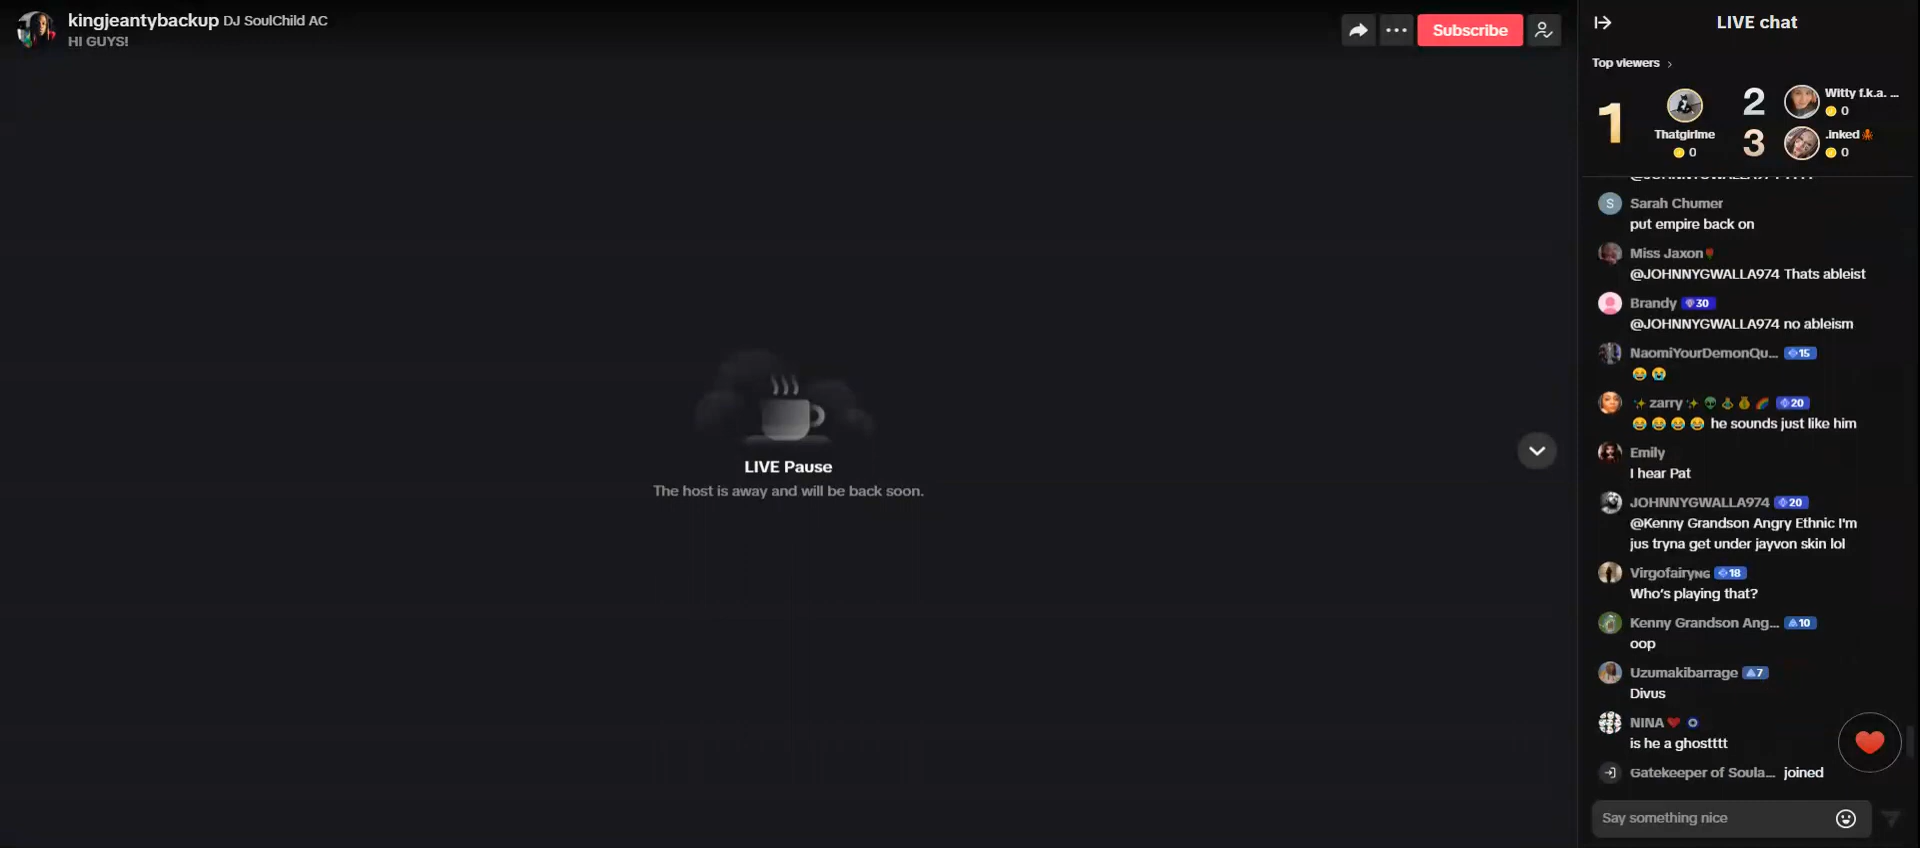 kingjeantybackup DJ SoulChild AC
HI GUYS!
Subscribe
LIVE Pause
The host is away and will be back soon.
LIVE chat
Top viewers
1
Thatgirlme
0
2
Witty f.k.a. ...
0
3
.inked🐙
0
Sarah Chumer
put empire back on
Miss Jaxon🌹
@JOHNNYGWALLA974 Thats ableist
Brandy 30
@JOHNNYGWALLA974 no ableism
NaomiYourDemonQu... 15
😂😭
✨zarry✨👽🐍💰🌈 20
😂😂😂😂 he sounds just like him
Emily
I hear Pat
JOHNNYGWALLA974 20
@Kenny Grandson Angry Ethnic I'm
jus tryna get under jayvon skin lol
VirgofairyNG 18
Who's playing that?
Kenny Grandson Ang... 10
oop
Uzumakibarrage 7
Divus
NINA❤️🧿
is he a ghostttt
Gatekeeper of Soula... joined
Say something nice